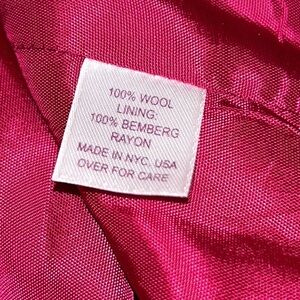 100% WOOL
LINING:
100% BEMBERG
RAYON
MADE IN NYC, USA
OVER FOR CARE